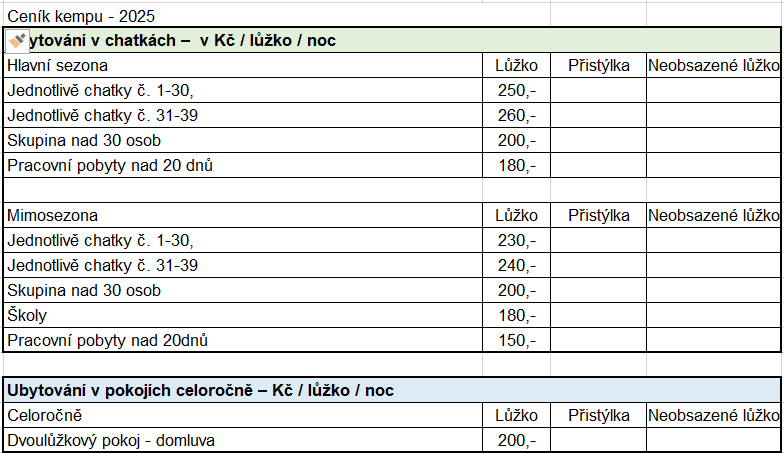 Ceník kempu - 2025
ytování v chatkách – v Kč / lůžko / noc
Hlavní sezona Lůžko Přistýlka Neobsazené lůžko
Jednotlivě chatky č. 1-30, 250,-
Jednotlivě chatky č. 31-39 260,-
Skupina nad 30 osob 200,-
Pracovní pobyty nad 20 dnů 180,-
Mimosezona Lůžko Přistýlka Neobsazené lůžko
Jednotlivě chatky č. 1-30, 230,-
Jednotlivě chatky č. 31-39 240,-
Skupina nad 30 osob 200,-
Školy 180,-
Pracovní pobyty nad 20dnů 150,-
Ubytování v pokojích celoročně – Kč / lůžko / noc
Celoročně Lůžko Přistýlka Neobsazené lůžko
Dvoulůžkový pokoj - domluva 200,-